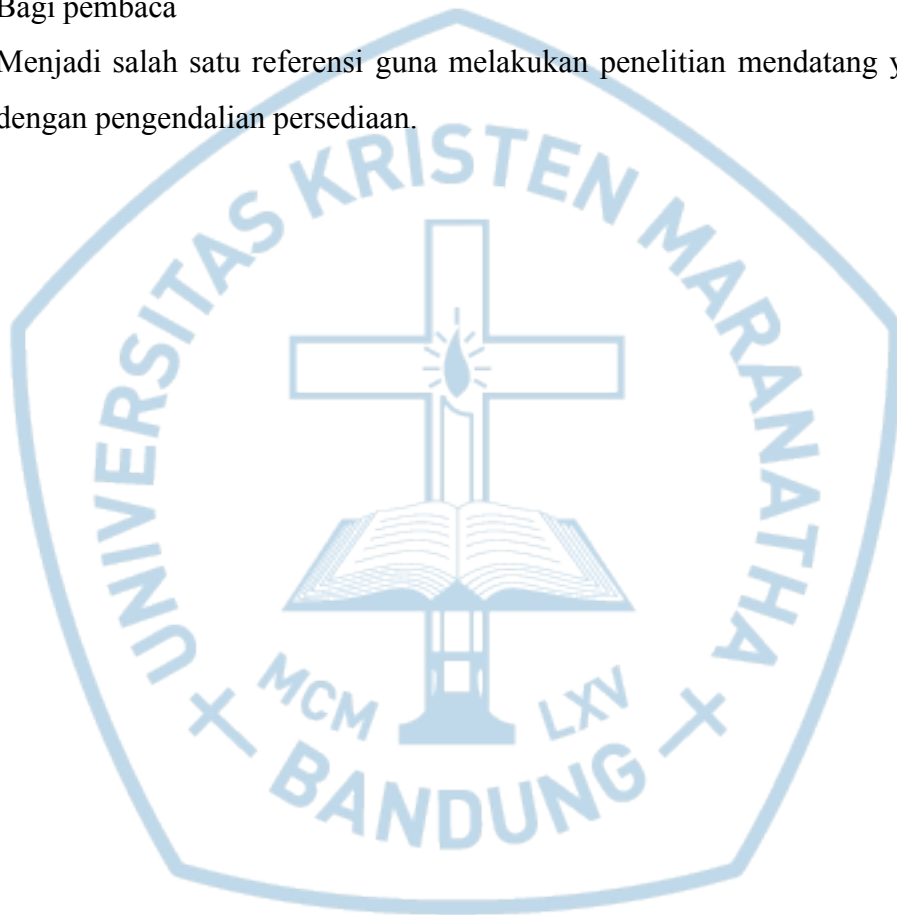 Bagi pembaca
Menjadi salah satu referensi guna melakukan penelitian mendatang
dengan pengendalian persediaan.
UNIVERSITAS KRISTEN MARANATHA
MCM LXV
BANDUNG